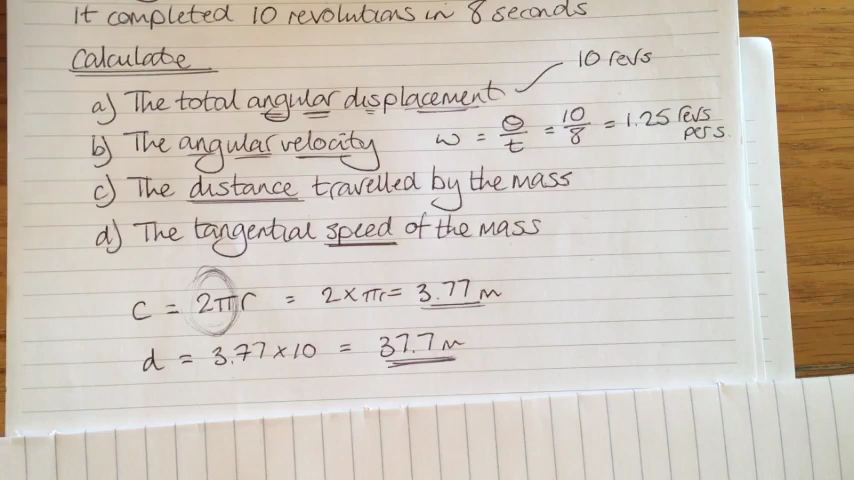 It completed 10 revolutions in 8 seconds
Calculate
10 revs
a) The total angular displacement
b) The angular velocity ω = θ/t = 10/8 = 1.25 revs per s.
c) The distance travelled by the mass
d) The tangential speed of the mass
C = 2πr = 2×πr= 3.77 m
d = 3.77×10 = 37.7 m